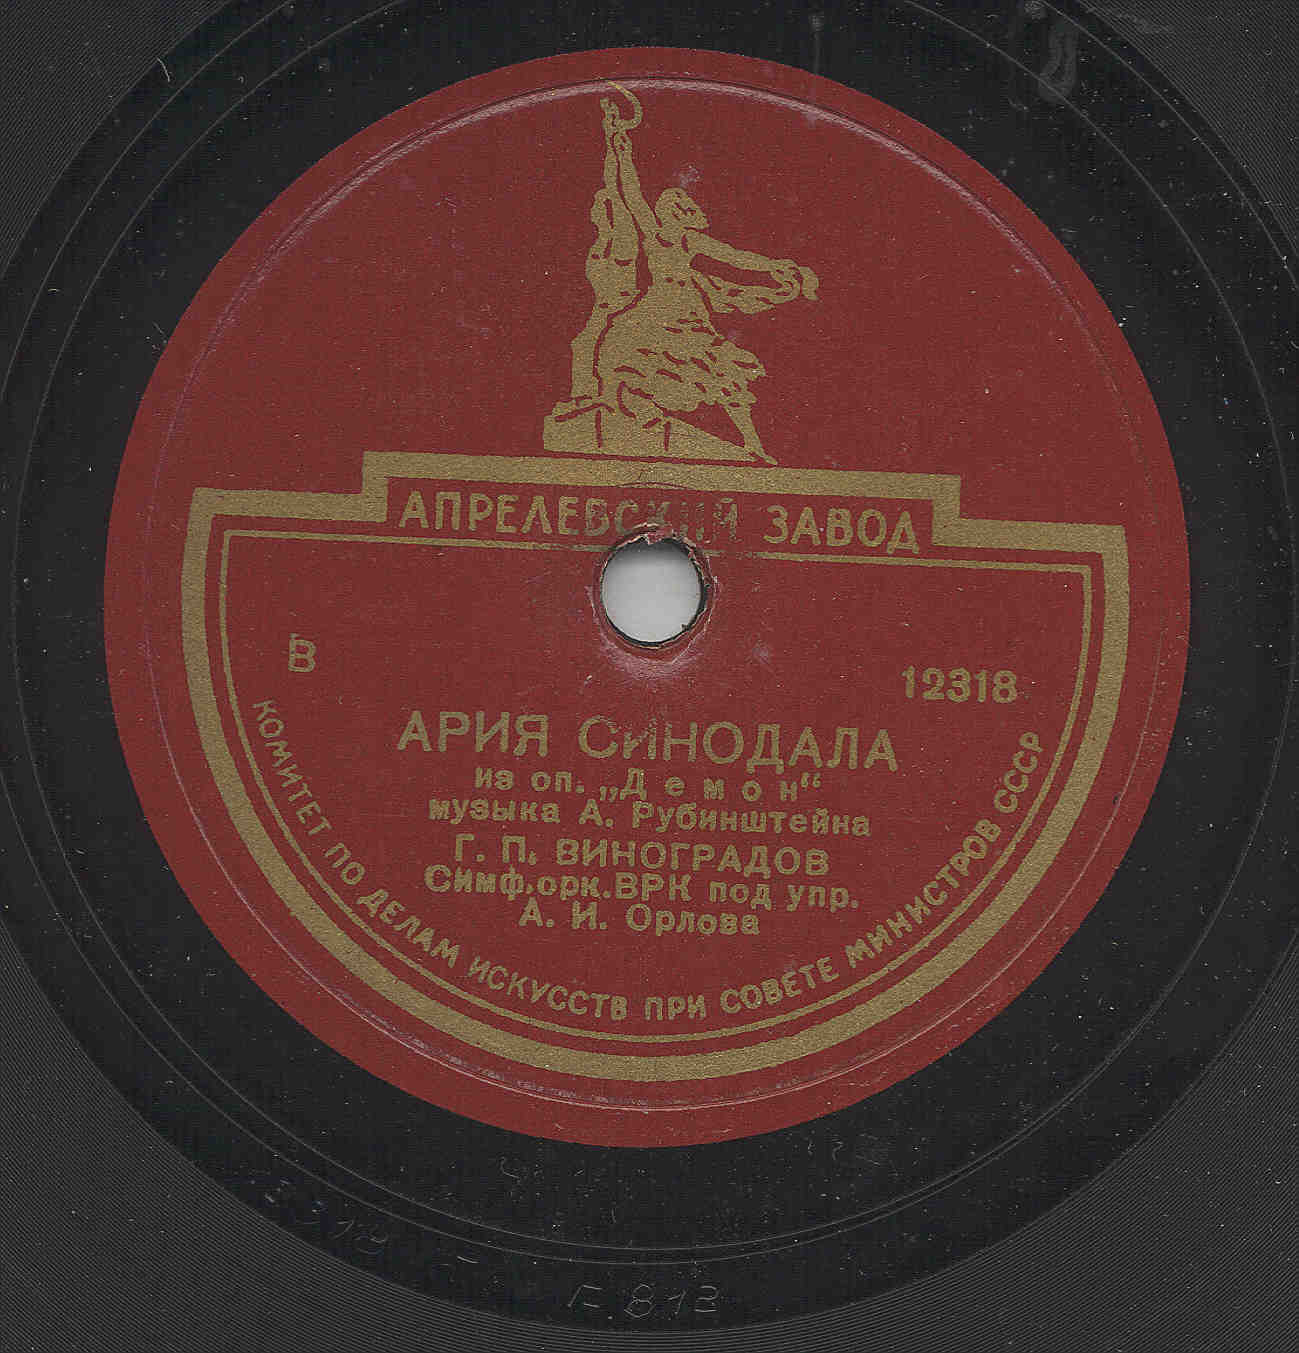 АПРЕЛЕВСКИЙ ЗАВОД
В
12318
АРИЯ СИНОДАЛА
из оп. „Демон“
музыка А. Рубинштейна
Г. П. ВИНОГРАДОВ
Симф.орк.ВРК под упр.
А. И. Орлова
КОМИТЕТ ПО ДЕЛАМ ИСКУССТВ ПРИ СОВЕТЕ МИНИСТРОВ СССР